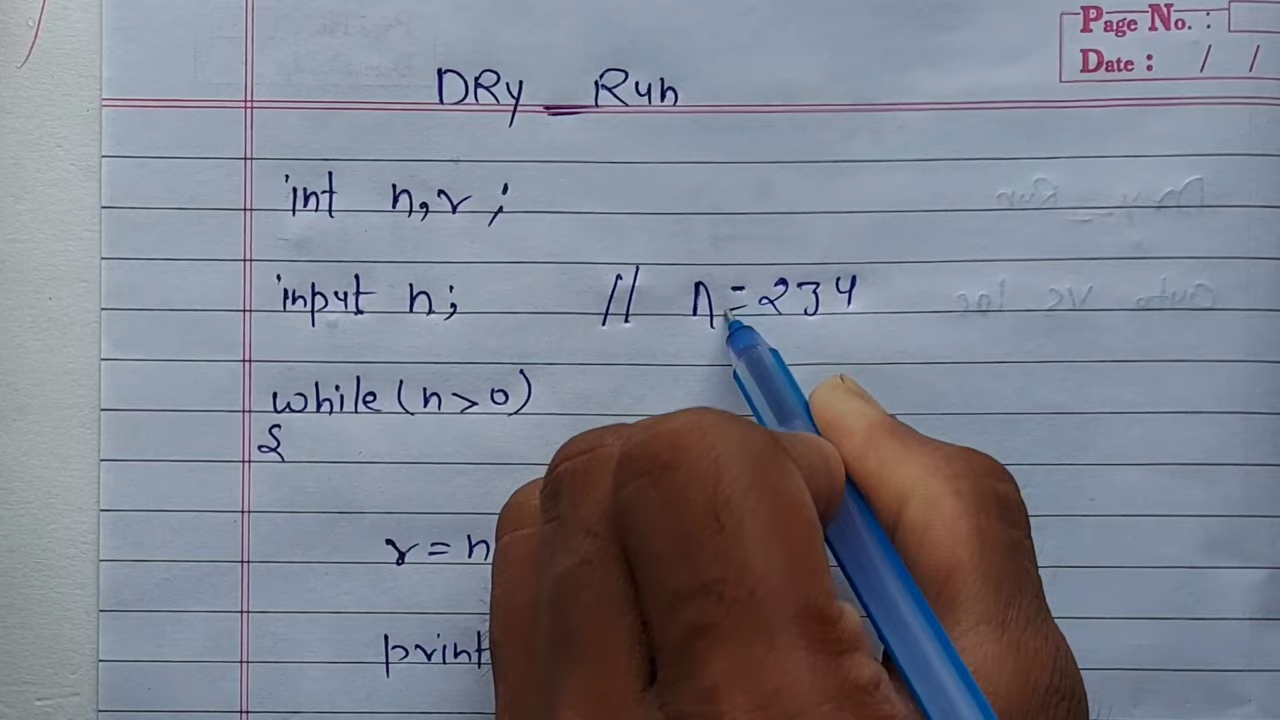 Page No. :
Date : / /
DRy _ Run
int n,r ;
input n; // n=234
while (n>0)
{
r = n
print